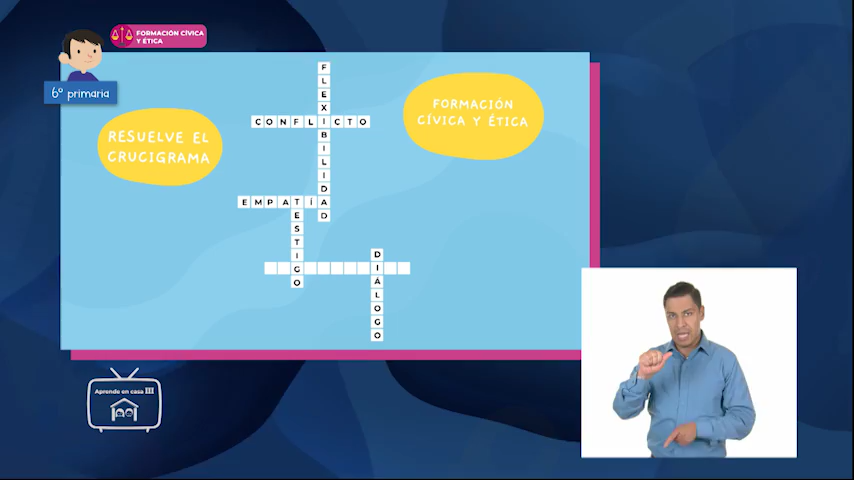 FORMACIÓN CÍVICA
Y ÉTICA
6° primaria
RESUELVE EL
CRUCIGRAMA
FORMACIÓN
CÍVICA Y ÉTICA
FLEXIBILIDAD
CONFLICTO
EMPATÍA
TESTIGO
DIÁLOGO
Aprende en casa III